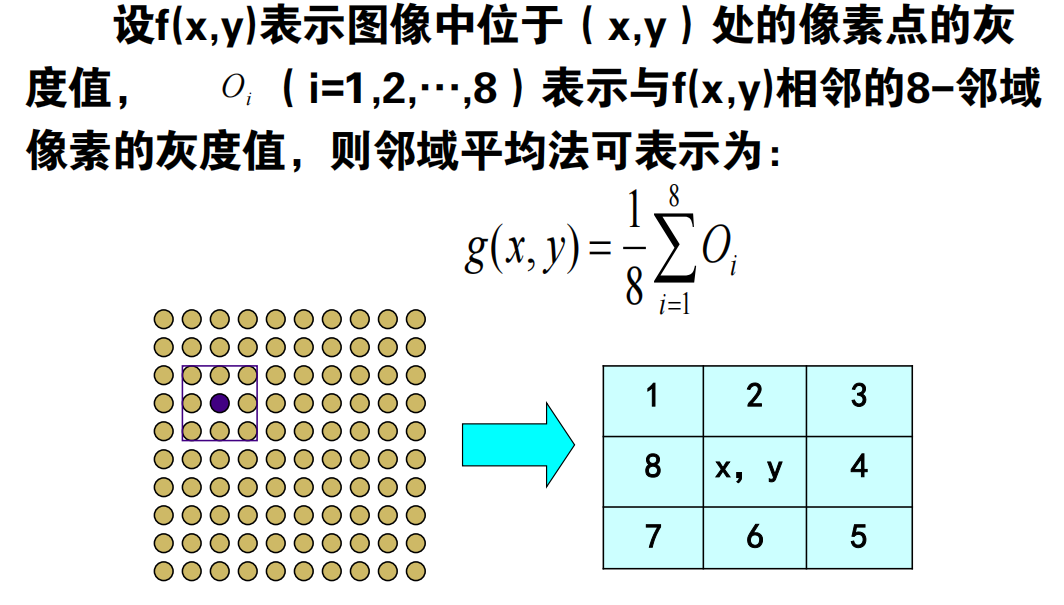 设f(x,y)表示图像中位于（x,y）处的像素点的灰
度值， O_i （i=1,2,…,8）表示与f(x,y)相邻的8-邻域
像素的灰度值，则邻域平均法可表示为：
g(x, y) = \frac{1}{8} \sum_{i=1}^{8} O_i
1 2 3
8 x，y 4
7 6 5